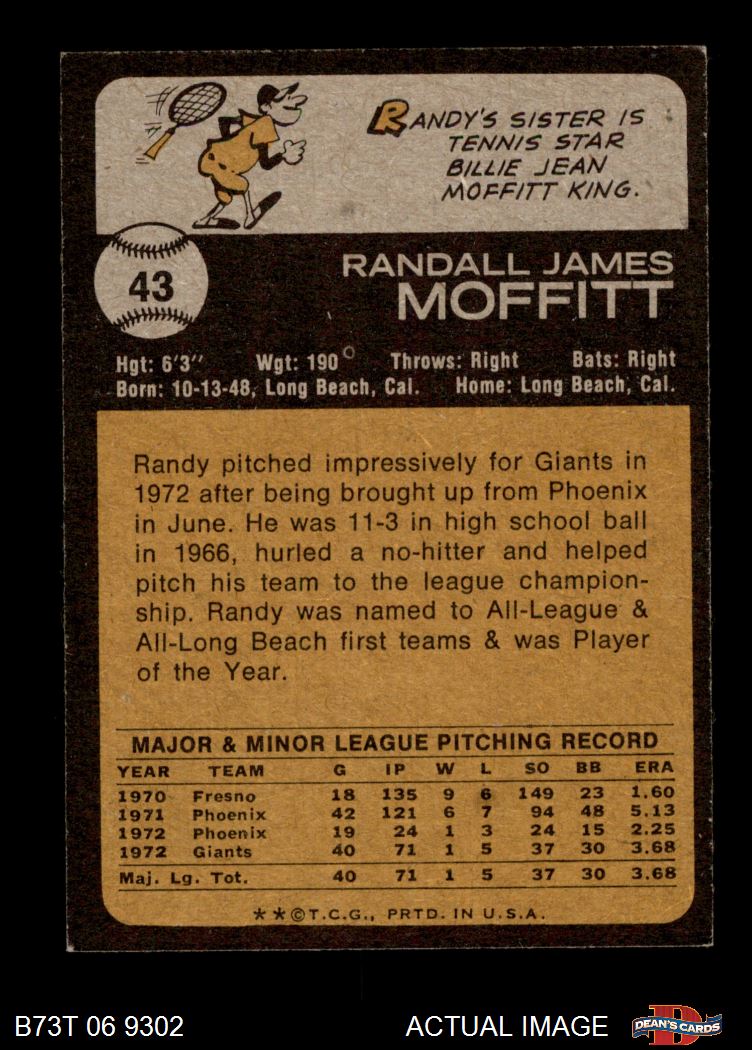 RANDY'S SISTER IS
TENNIS STAR
BILLIE JEAN
MOFFITT KING.
43
RANDALL JAMES
MOFFITT
Hgt: 6'3" Wgt: 190 Throws: Right Bats: Right
Born: 10-13-48, Long Beach, Cal. Home: Long Beach, Cal.
Randy pitched impressively for Giants in
1972 after being brought up from Phoenix
in June. He was 11-3 in high school ball
in 1966, hurled a no-hitter and helped
pitch his team to the league champion-
ship. Randy was named to All-League &
All-Long Beach first teams & was Player
of the Year.
MAJOR & MINOR LEAGUE PITCHING RECORD
YEAR TEAM G IP W L SO BB ERA
1970 Fresno 18 135 9 6 149 23 1.60
1971 Phoenix 42 121 6 7 94 48 5.13
1972 Phoenix 19 24 1 3 24 15 2.25
1972 Giants 40 71 1 5 37 30 3.68
Maj. Lg. Tot. 40 71 1 5 37 30 3.68
**©T.C.G., PRTD. IN U.S.A.
B73T 06 9302 ACTUAL IMAGE DEAN'S CARDS